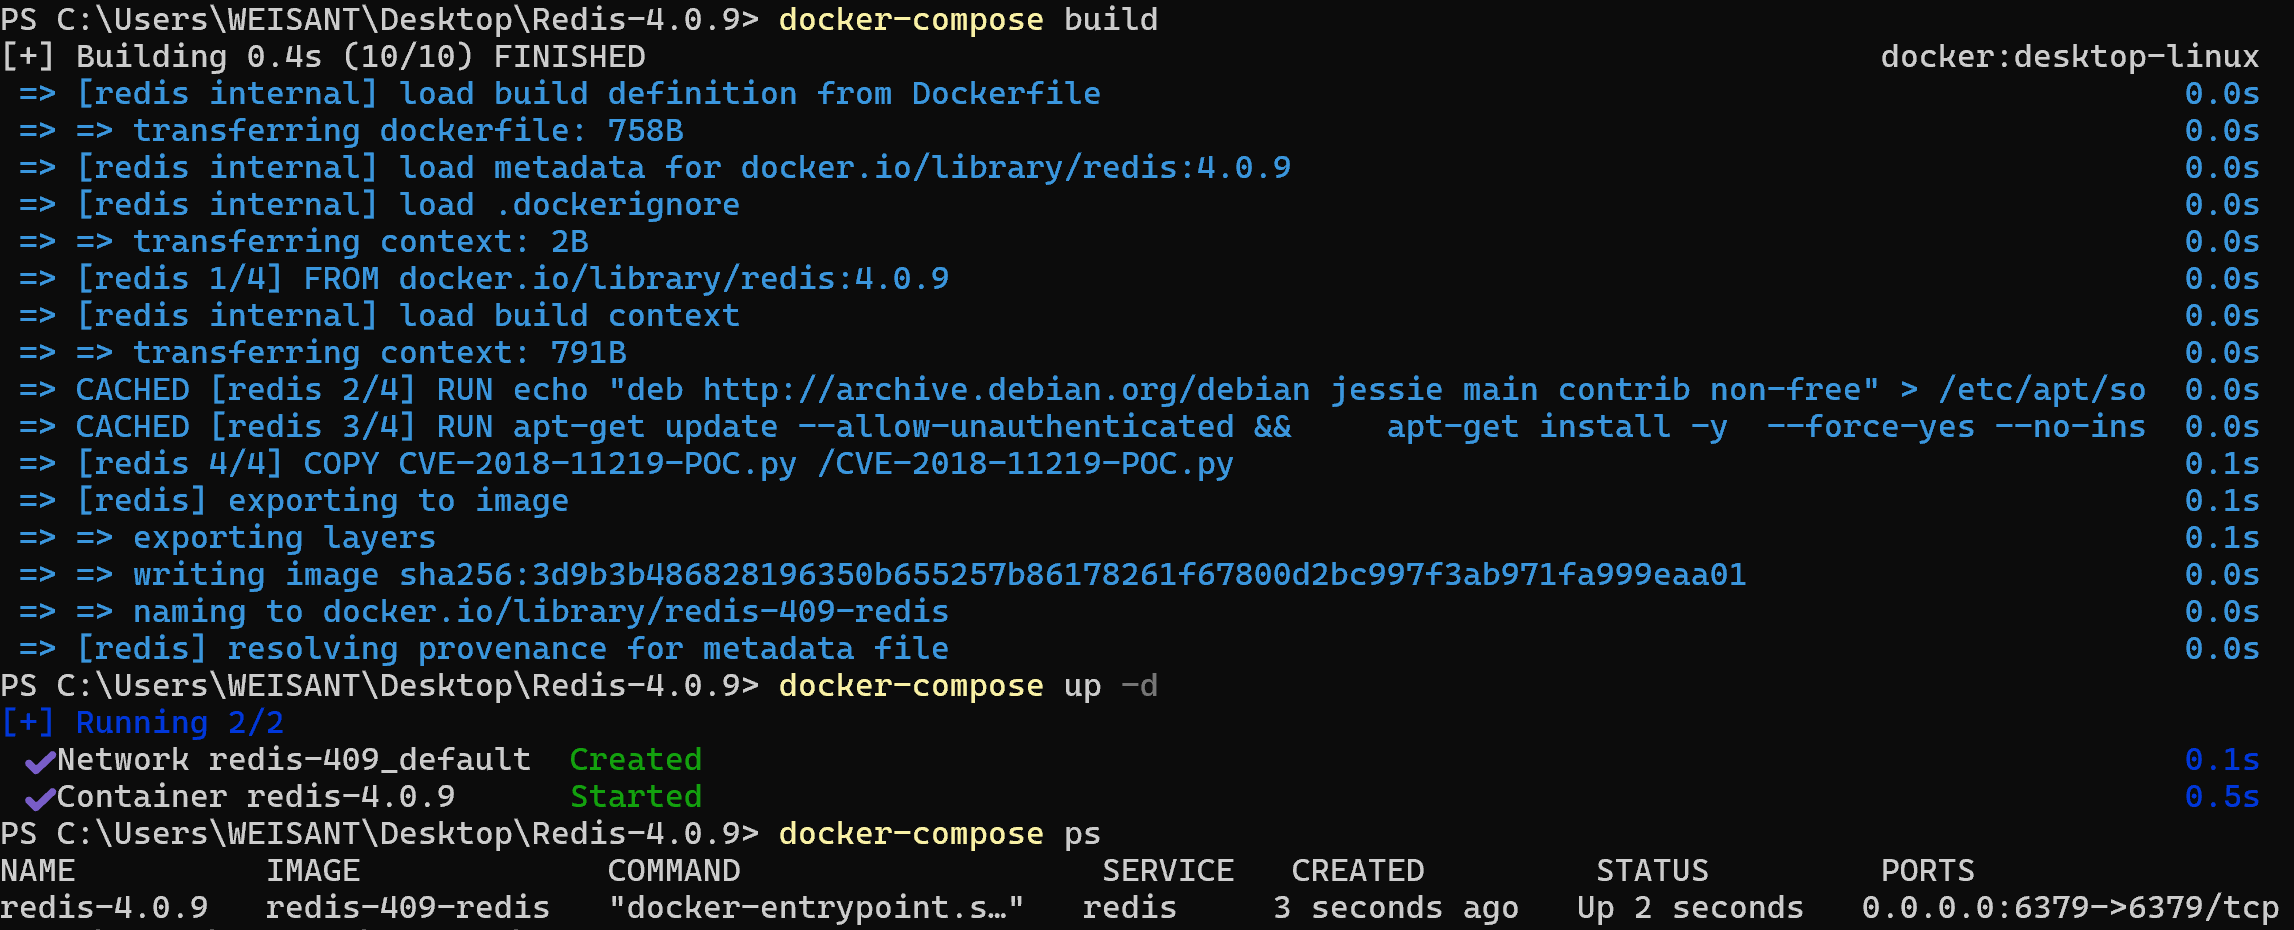 PS C:\Users\WEISANT\Desktop\Redis-4.0.9> docker-compose build
[+] Building 0.4s (10/10) FINISHED docker:desktop-linux
=> [redis internal] load build definition from Dockerfile 0.0s
=> => transferring dockerfile: 758B 0.0s
=> [redis internal] load metadata for docker.io/library/redis:4.0.9 0.0s
=> [redis internal] load .dockerignore 0.0s
=> => transferring context: 2B 0.0s
=> [redis 1/4] FROM docker.io/library/redis:4.0.9 0.0s
=> [redis internal] load build context 0.0s
=> => transferring context: 791B 0.0s
=> CACHED [redis 2/4] RUN echo "deb http://archive.debian.org/debian jessie main contrib non-free" > /etc/apt/so 0.0s
=> CACHED [redis 3/4] RUN apt-get update --allow-unauthenticated && apt-get install -y --force-yes --no-ins 0.0s
=> [redis 4/4] COPY CVE-2018-11219-POC.py /CVE-2018-11219-POC.py 0.1s
=> [redis] exporting to image 0.1s
=> => exporting layers 0.1s
=> => writing image sha256:3d9b3b486828196350b655257b86178261f67800d2bc997f3ab971fa999eaa01 0.0s
=> => naming to docker.io/library/redis-409-redis 0.0s
=> [redis] resolving provenance for metadata file 0.0s
PS C:\Users\WEISANT\Desktop\Redis-4.0.9> docker-compose up -d
[+] Running 2/2
✔Network redis-409_default Created 0.1s
✔Container redis-4.0.9 Started 0.5s
PS C:\Users\WEISANT\Desktop\Redis-4.0.9> docker-compose ps
NAME IMAGE COMMAND SERVICE CREATED STATUS PORTS
redis-4.0.9 redis-409-redis "docker-entrypoint.s…" redis 3 seconds ago Up 2 seconds 0.0.0.0:6379->6379/tcp